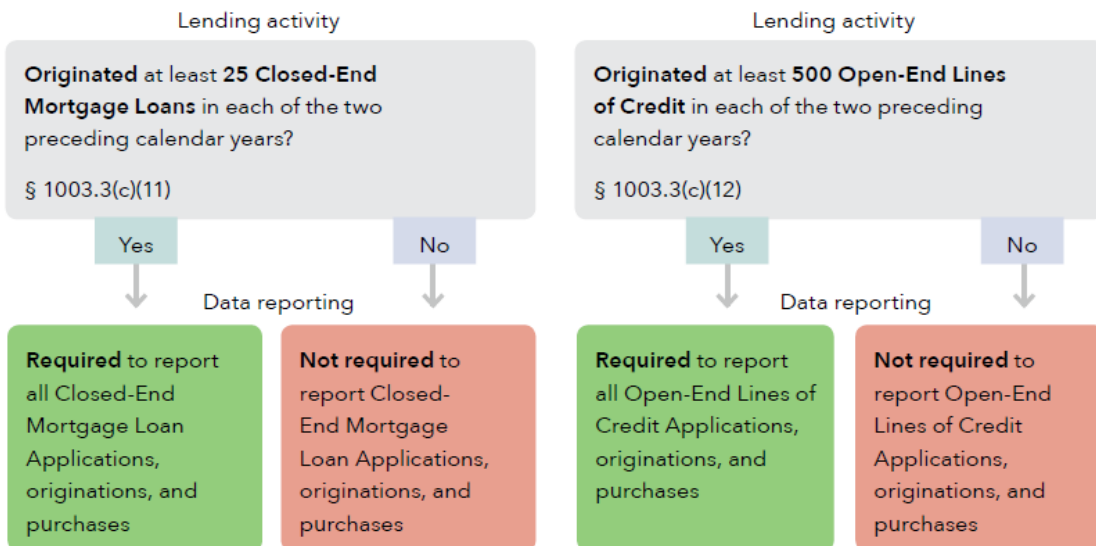 Lending activity
Originated at least 25 Closed-End
Mortgage Loans in each of the two
preceding calendar years?
§ 1003.3(c)(11)
Yes
No
Data reporting
Required to report
all Closed-End
Mortgage Loan
Applications,
originations, and
purchases
Not required to
report Closed-
End Mortgage
Loan Applications,
originations, and
purchases
Lending activity
Originated at least 500 Open-End Lines
of Credit in each of the two preceding
calendar years?
§ 1003.3(c)(12)
Yes
No
Data reporting
Required to report
all Open-End Lines of
Credit Applications,
originations, and
purchases
Not required to
report Open-End
Lines of Credit
Applications,
originations, and
purchases